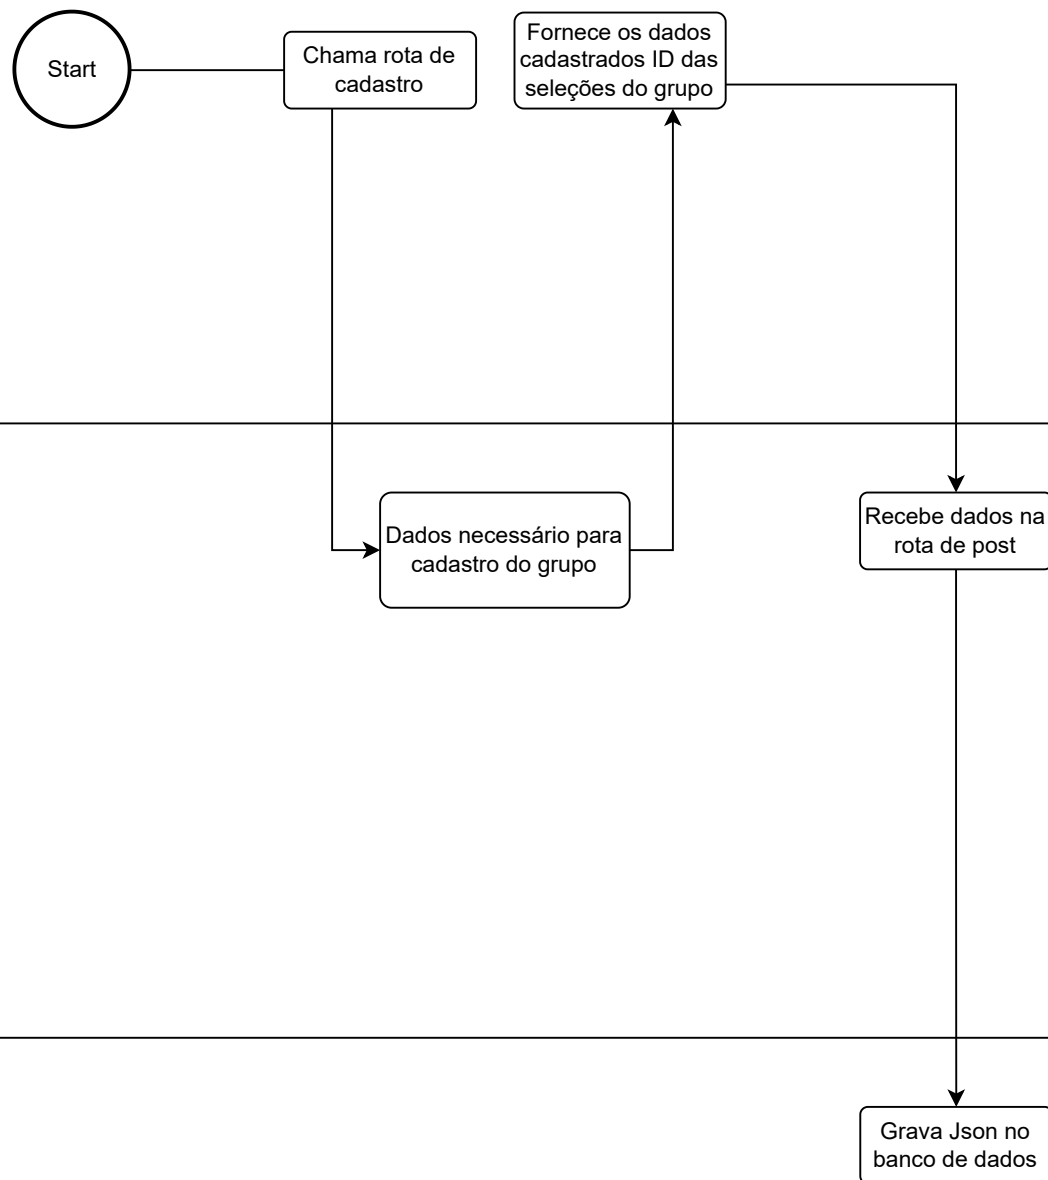 Start
Chama rota de
cadastro
Fornece os dados
cadastrados ID das
seleções do grupo
Dados necessário para
cadastro do grupo
Recebe dados na
rota de post
Grava Json no
banco de dados